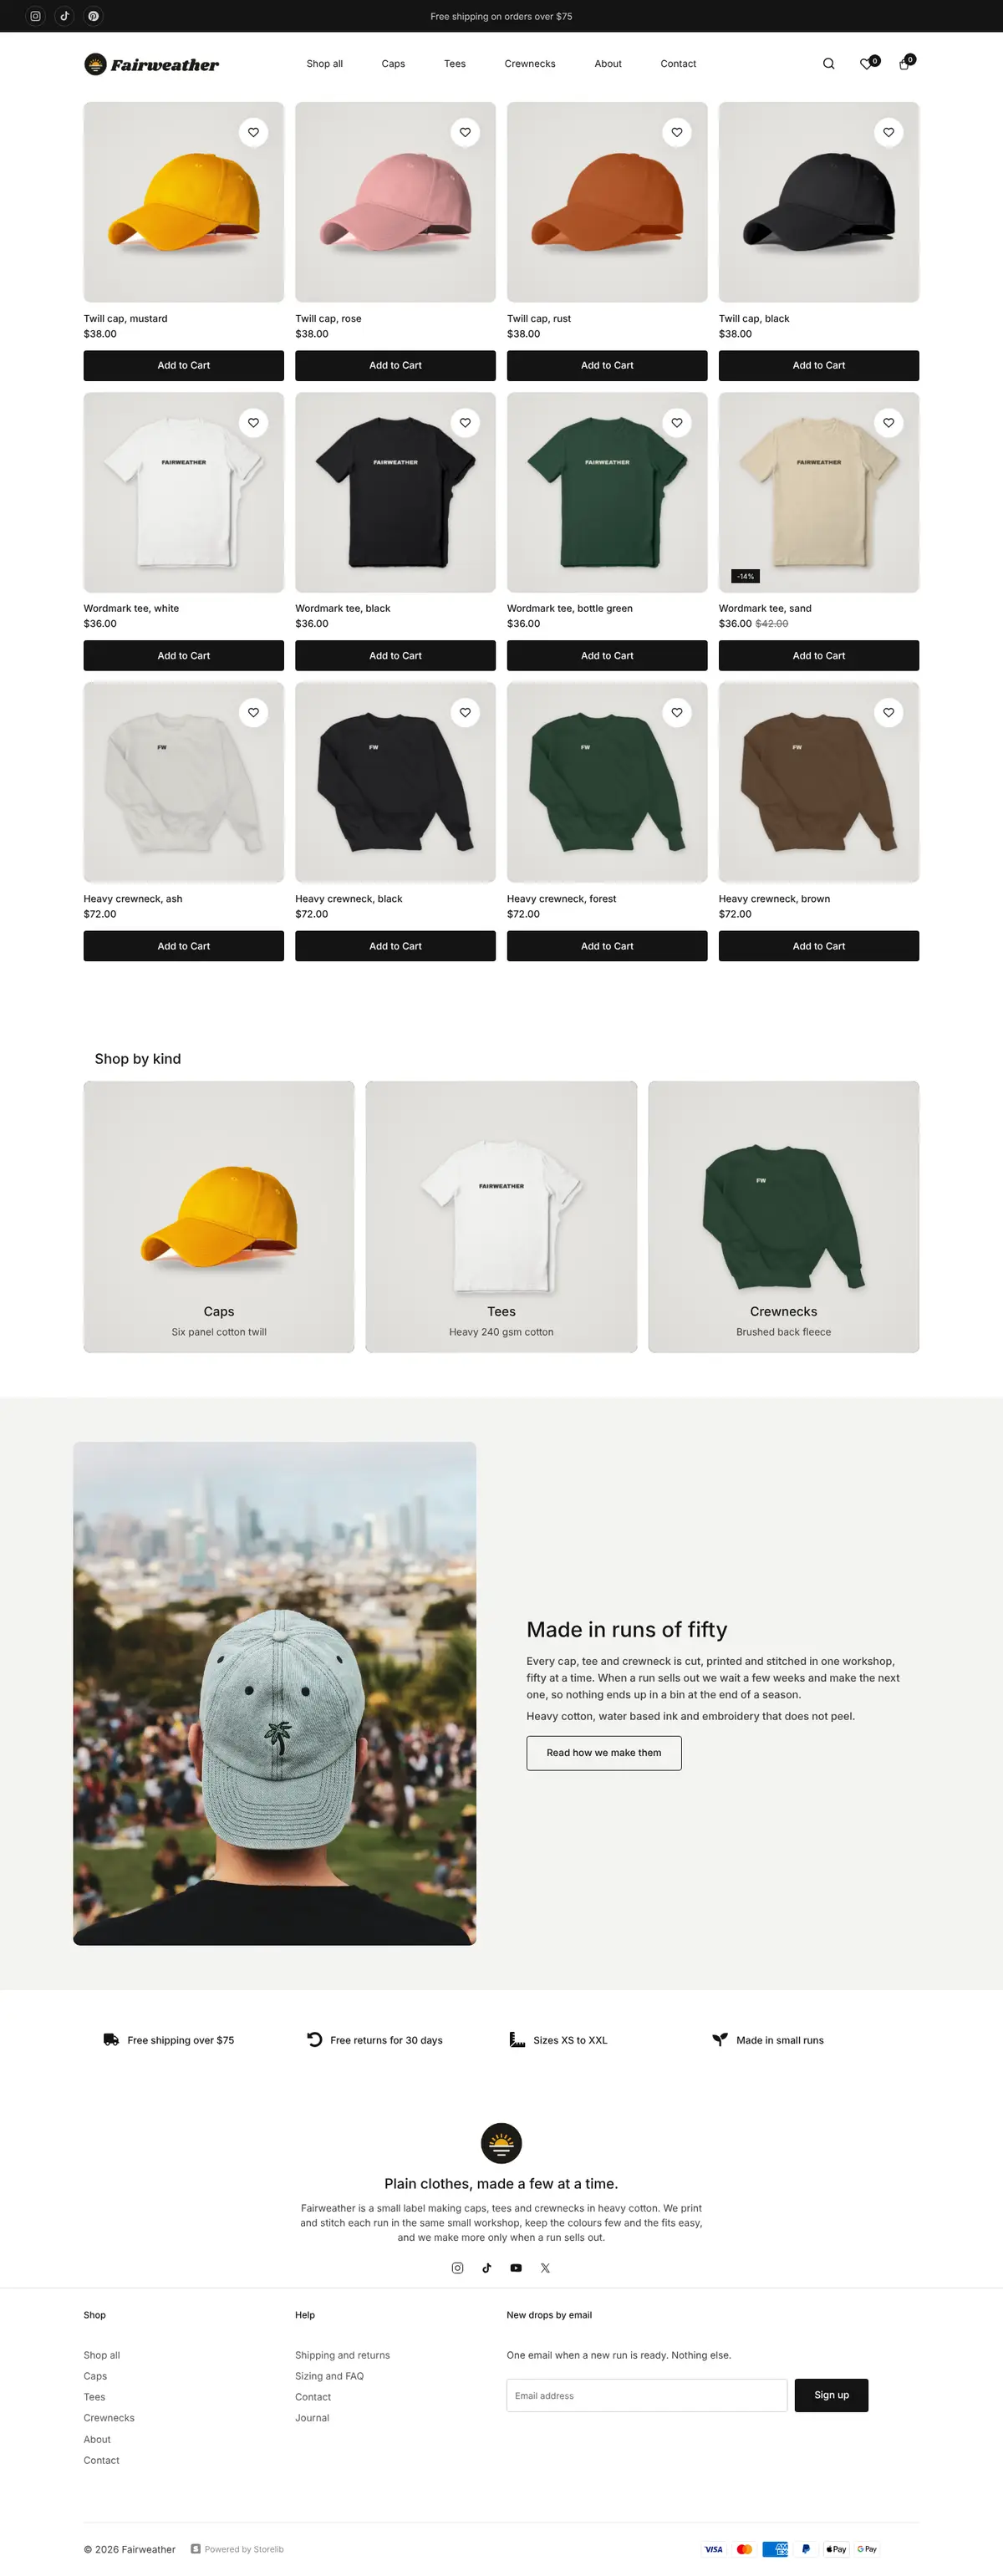 Free shipping on orders over $75
Fairweather
Shop all
Caps
Tees
Crewnecks
About
Contact
0
0
Twill cap, mustard
$38.00
Add to Cart
Twill cap, rose
$38.00
Add to Cart
Twill cap, rust
$38.00
Add to Cart
Twill cap, black
$38.00
Add to Cart
FAIRWEATHER
Wordmark tee, white
$36.00
Add to Cart
FAIRWEATHER
Wordmark tee, black
$36.00
Add to Cart
FAIRWEATHER
Wordmark tee, bottle green
$36.00
Add to Cart
FAIRWEATHER
-14%
Wordmark tee, sand
$36.00 $42.00
Add to Cart
FW
Heavy crewneck, ash
$72.00
Add to Cart
FW
Heavy crewneck, black
$72.00
Add to Cart
FW
Heavy crewneck, forest
$72.00
Add to Cart
FW
Heavy crewneck, brown
$72.00
Add to Cart
Shop by kind
Caps
Six panel cotton twill
FAIRWEATHER
Tees
Heavy 240 gsm cotton
FW
Crewnecks
Brushed back fleece
Made in runs of fifty
Every cap, tee and crewneck is cut, printed and stitched in one workshop,
fifty at a time. When a run sells out we wait a few weeks and make the next
one, so nothing ends up in a bin at the end of a season.
Heavy cotton, water based ink and embroidery that does not peel.
Read how we make them
Free shipping over $75
Free returns for 30 days
Sizes XS to XXL
Made in small runs
Plain clothes, made a few at a time.
Fairweather is a small label making caps, tees and crewnecks in heavy cotton. We print
and stitch each run in the same small workshop, keep the colours few and the fits easy,
and we make more only when a run sells out.
Shop
Shop all
Caps
Tees
Crewnecks
About
Contact
Help
Shipping and returns
Sizing and FAQ
Contact
Journal
New drops by email
One email when a new run is ready. Nothing else.
Email address
Sign up
© 2026 Fairweather
Powered by Storelib
VISA
AMEX
Pay
G Pay